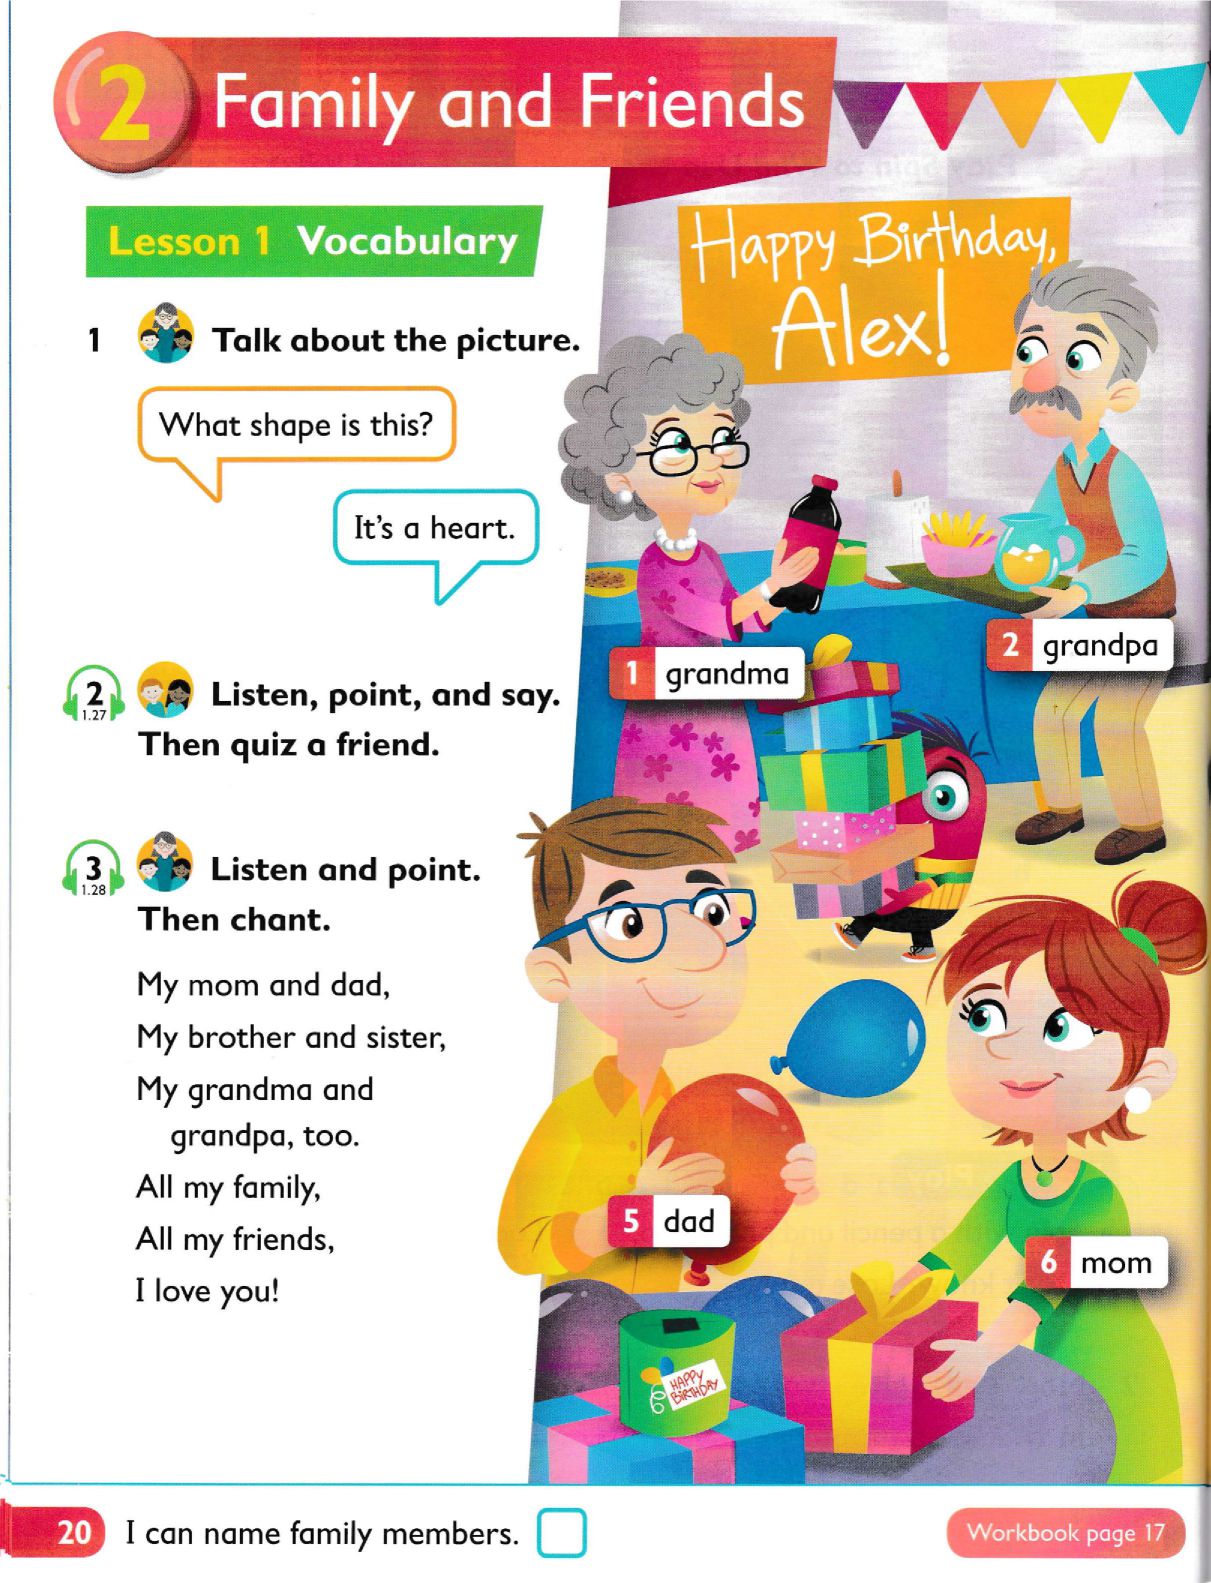 2 Family and Friends
Lesson 1 Vocabulary
1 Talk about the picture.
What shape is this?
It's a heart.
2
1.27
Listen, point, and say.
Then quiz a friend.
3
1.28
Listen and point.
Then chant.
My mom and dad,
My brother and sister,
My grandma and
grandpa, too.
All my family,
All my friends,
I love you!
Happy Birthday,
Alex!
1 grandma
2 grandpa
5 dad
6 mom
HAPPY
BIRTHDAY
20 I can name family members.
Workbook page 17